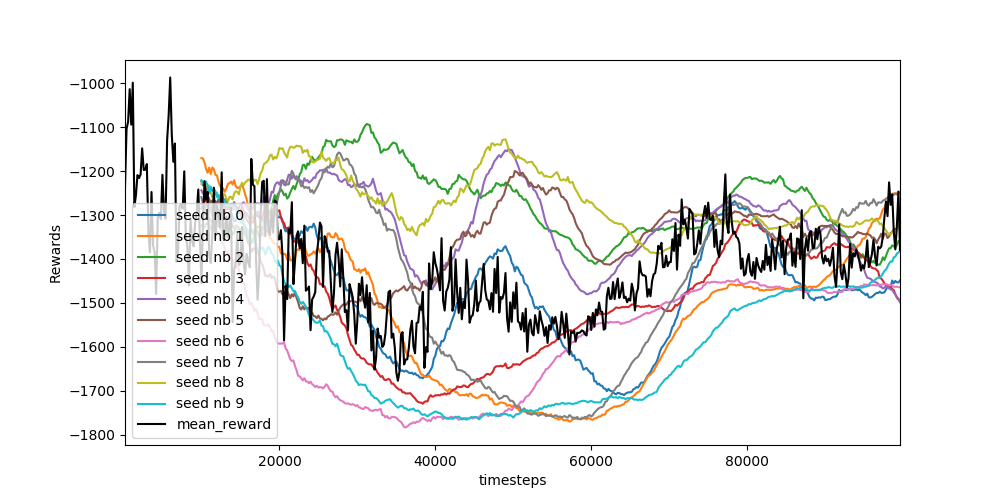 Rewards
−1000
−1100
−1200
−1300
−1400
−1500
−1600
−1700
−1800
seed nb 0
seed nb 1
seed nb 2
seed nb 3
seed nb 4
seed nb 5
seed nb 6
seed nb 7
seed nb 8
seed nb 9
mean_reward
20000 40000 60000 80000
timesteps